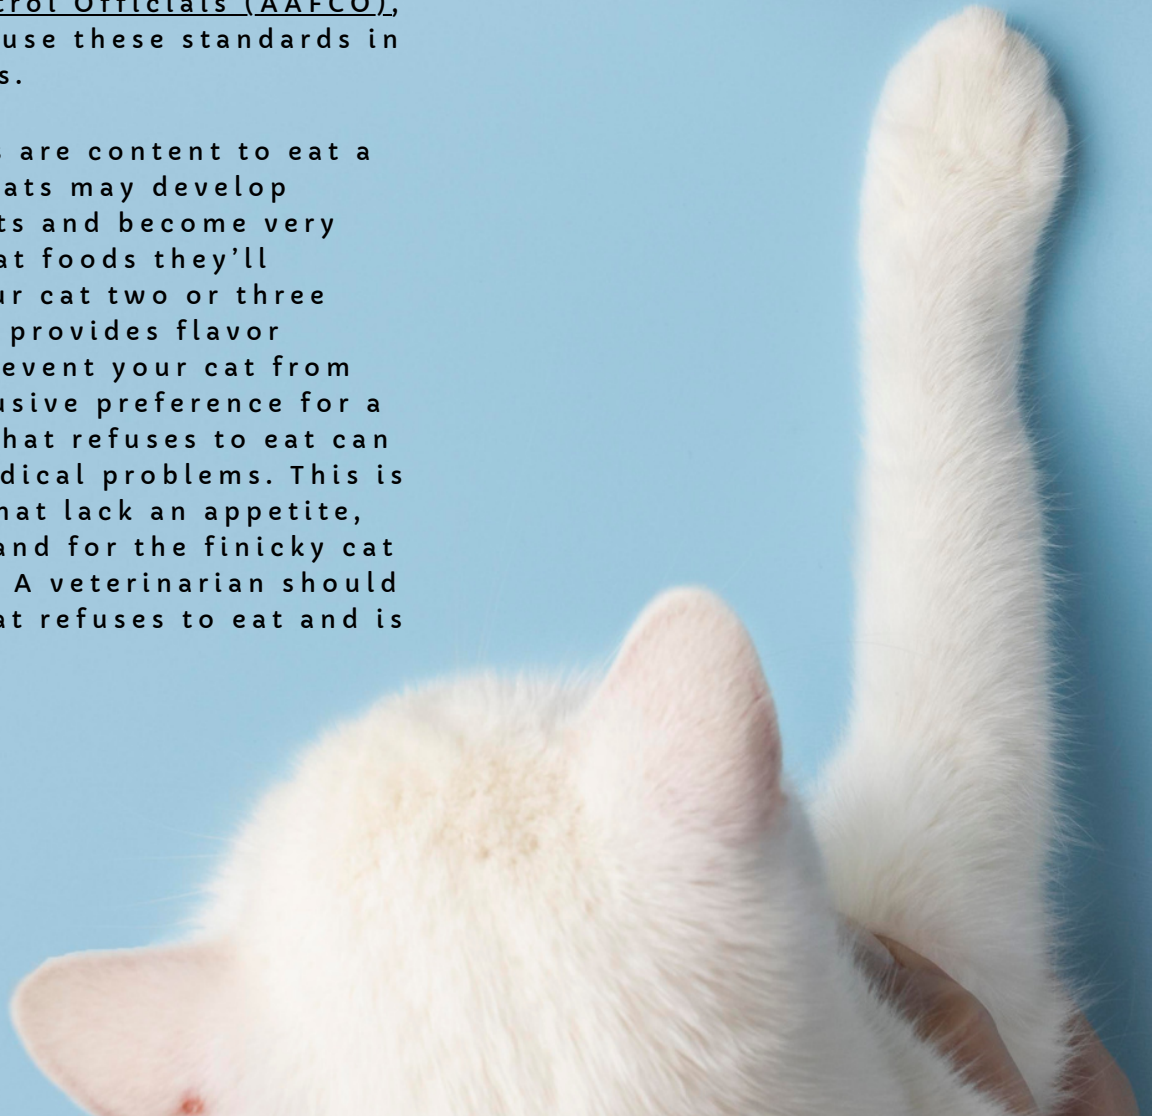 Officials (AAFCO),
use these standards in
s.
are content to eat a
ats may develop
ts and become very
at foods they’ll
ur cat two or three
provides flavor
event your cat from
usive preference for a
hat refuses to eat can
dical problems. This is
hat lack an appetite,
and for the finicky cat
A veterinarian should
at refuses to eat and is